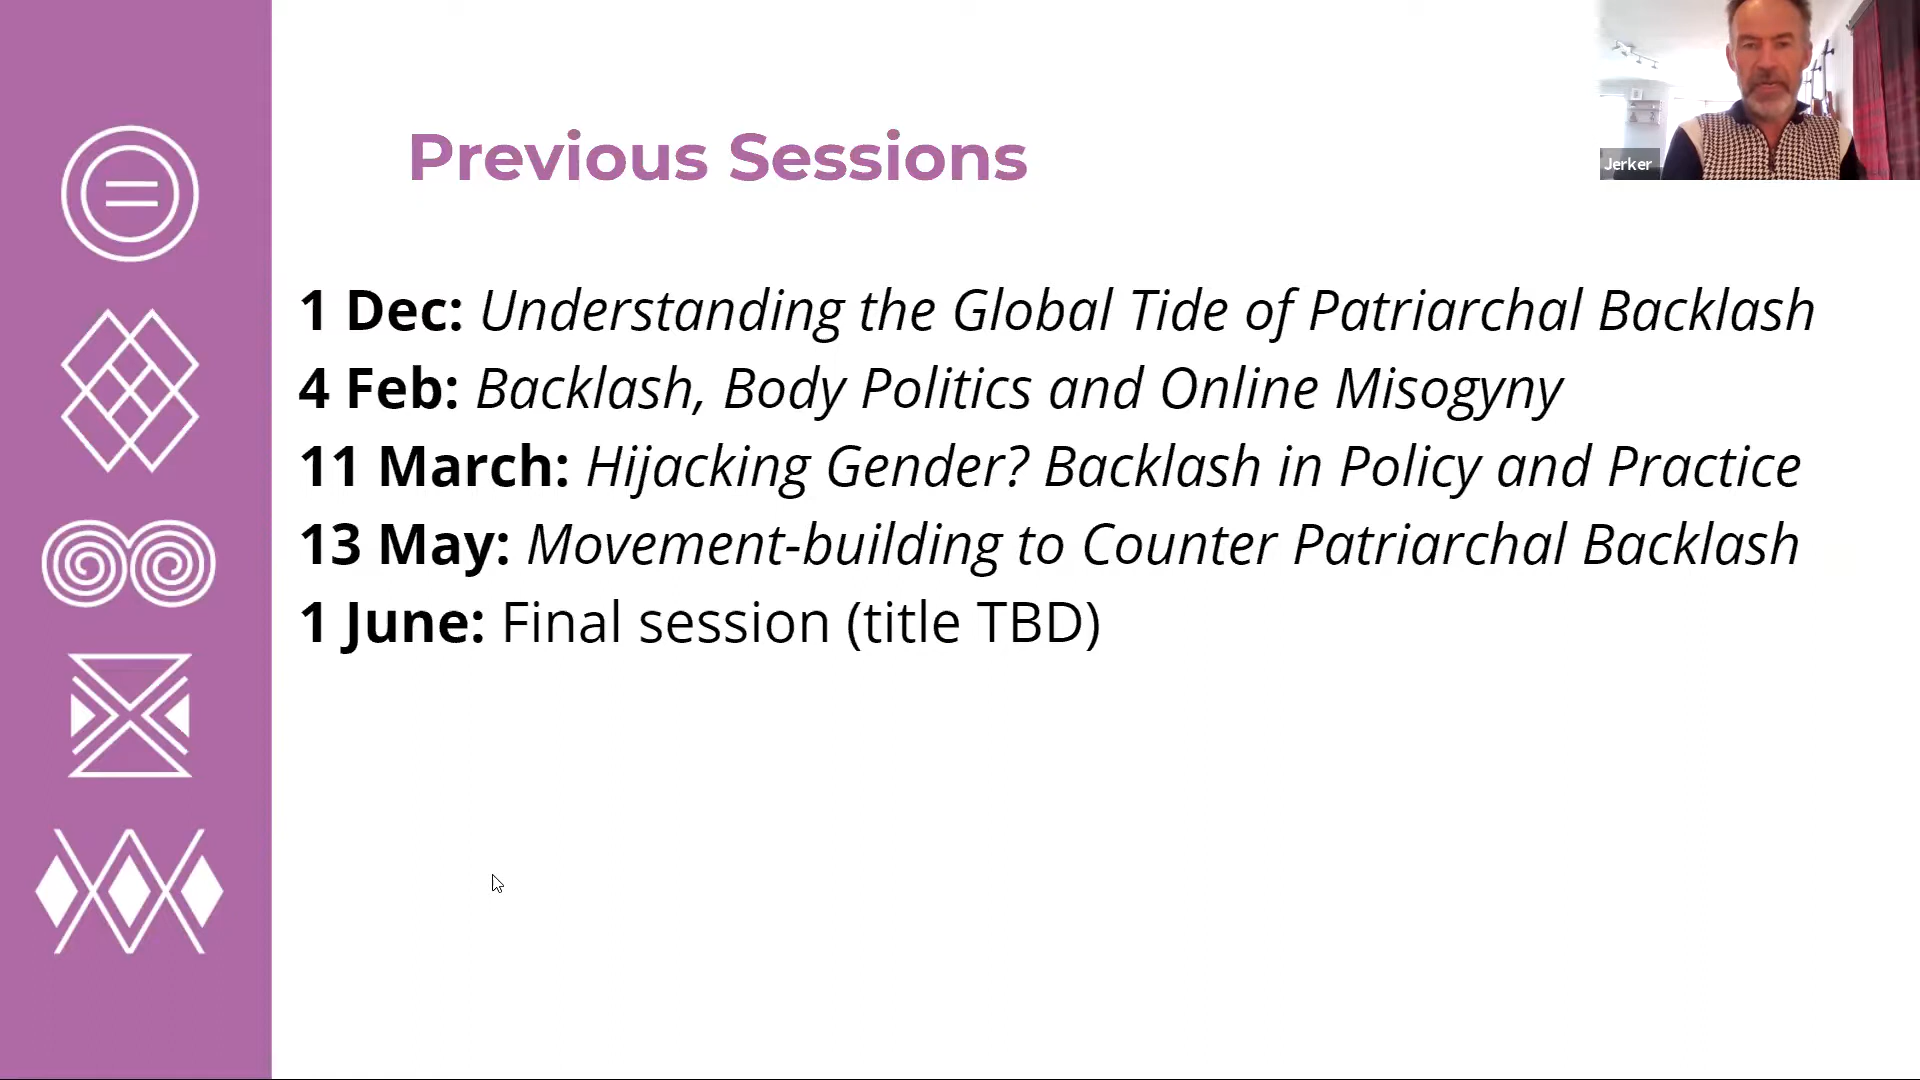 Previous Sessions
Jerker
1 Dec: Understanding the Global Tide of Patriarchal Backlash
4 Feb: Backlash, Body Politics and Online Misogyny
11 March: Hijacking Gender? Backlash in Policy and Practice
13 May: Movement-building to Counter Patriarchal Backlash
1 June: Final session (title TBD)